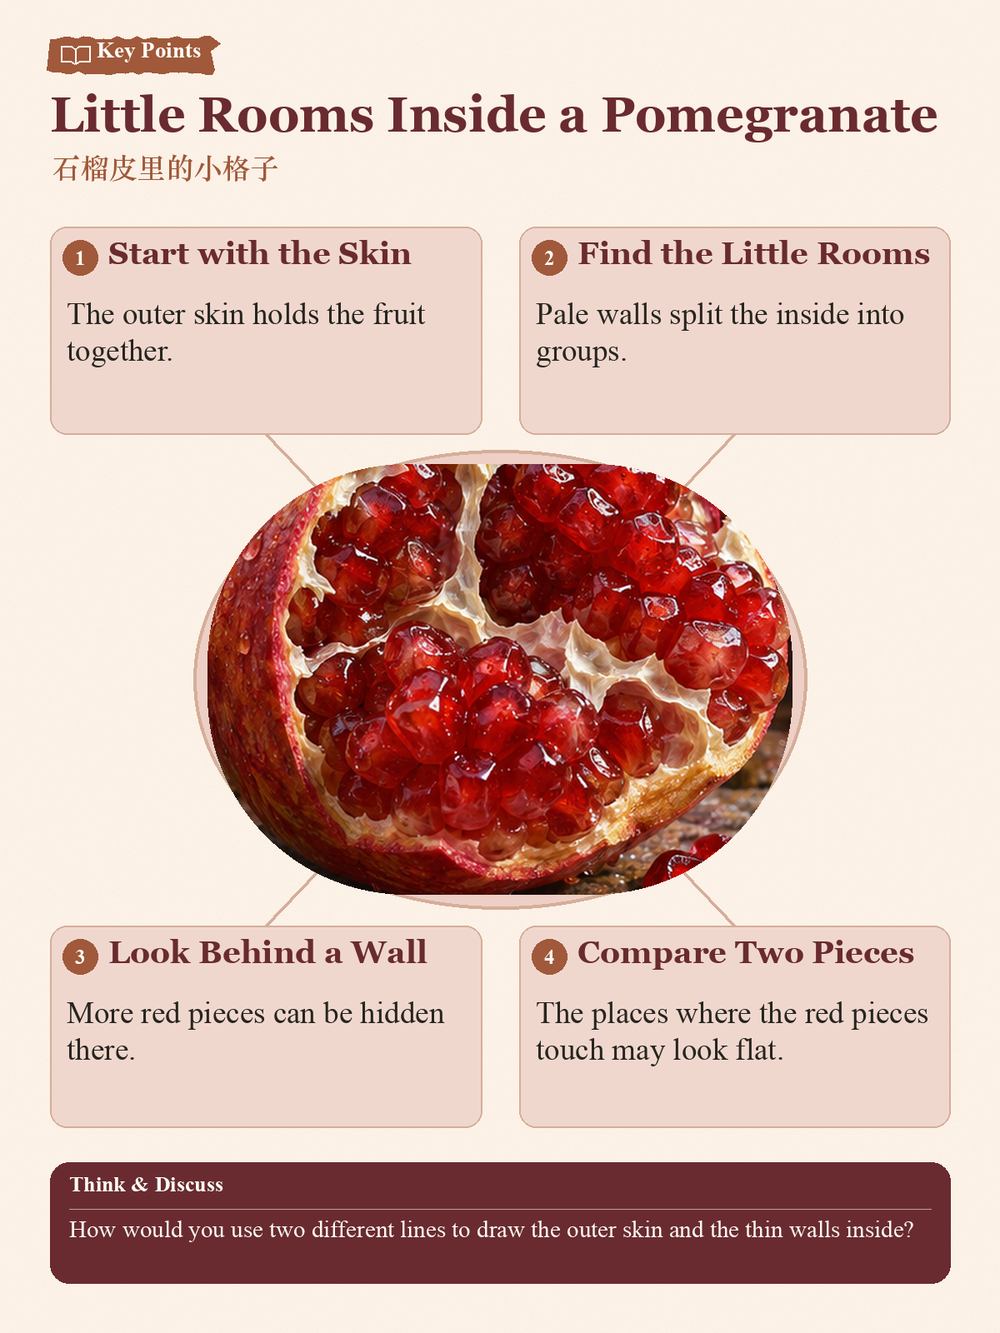 Key Points
Little Rooms Inside a Pomegranate
石榴皮里的小格子
1 Start with the Skin
The outer skin holds the fruit
together.
2 Find the Little Rooms
Pale walls split the inside into
groups.
3 Look Behind a Wall
More red pieces can be hidden
there.
4 Compare Two Pieces
The places where the red pieces
touch may look flat.
Think & Discuss
How would you use two different lines to draw the outer skin and the thin walls inside?